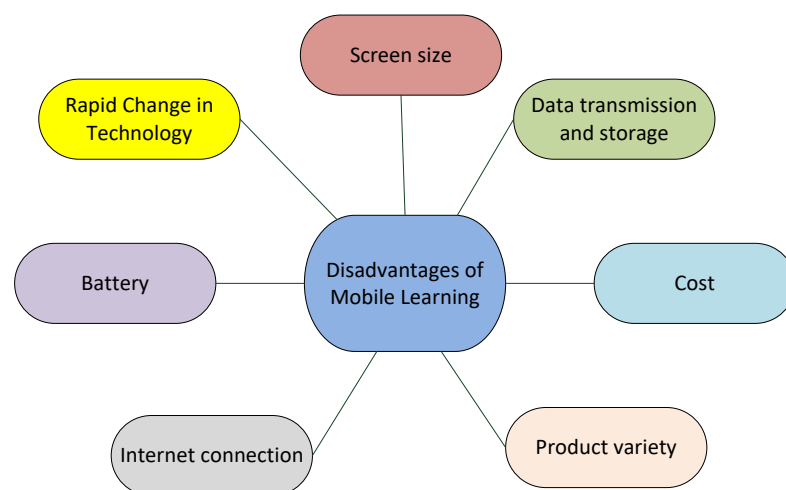 Screen size
Rapid Change in
Technology
Data transmission
and storage
Disadvantages of
Mobile Learning
Battery
Cost
Internet connection
Product variety